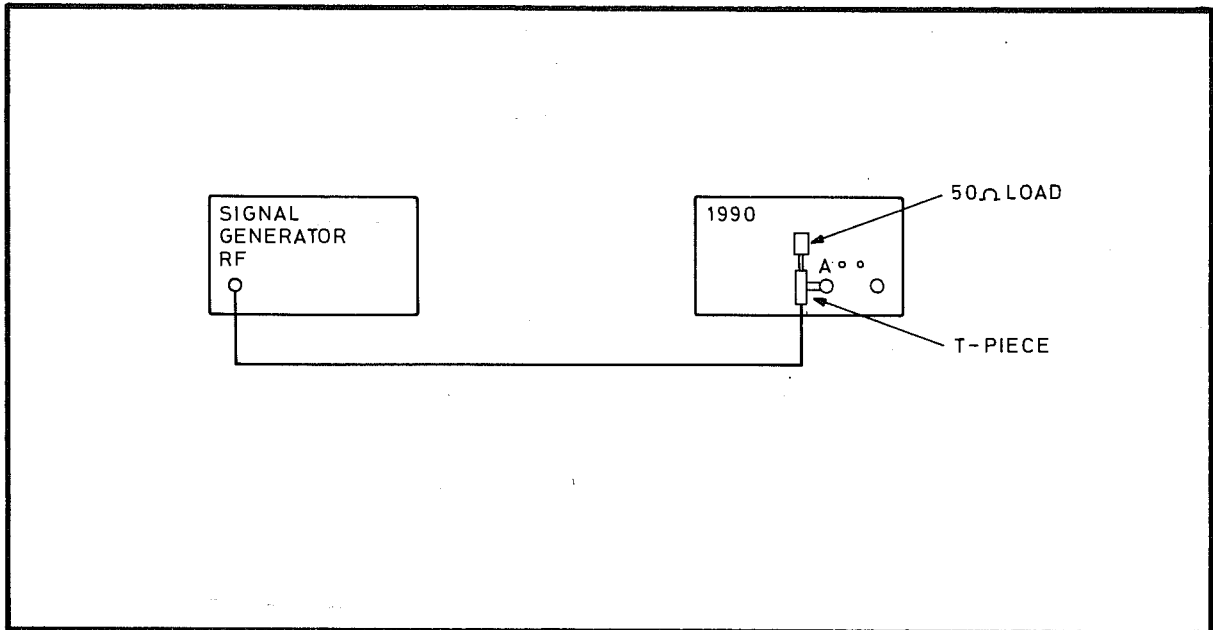 SIGNAL
GENERATOR
RF
1990
A
50Ω LOAD
T-PIECE